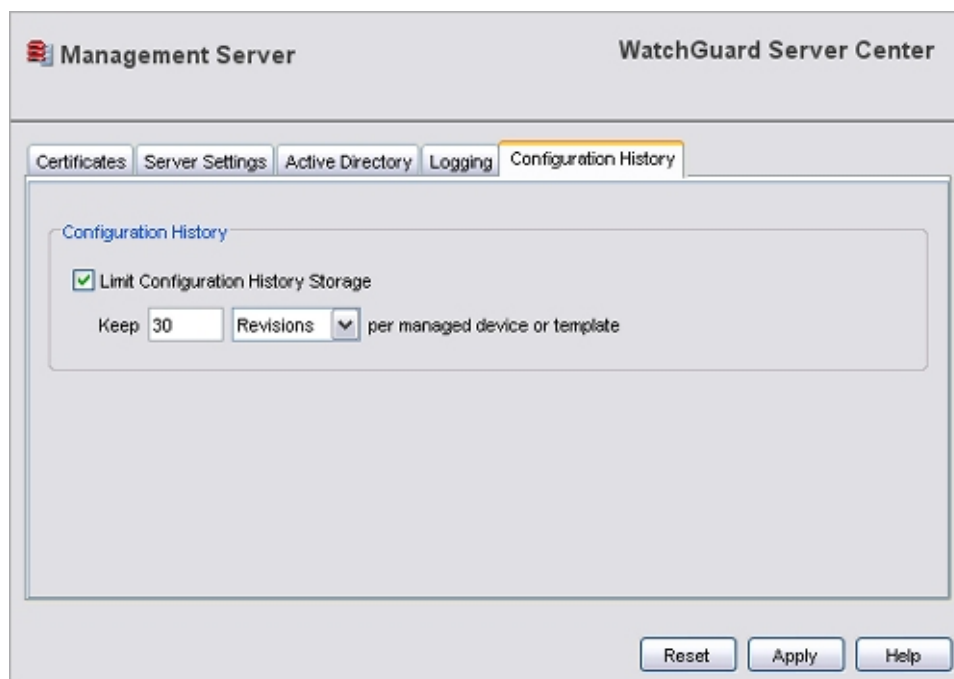 Management Server WatchGuard Server Center
Certificates Server Settings Active Directory Logging Configuration History
Configuration History
Limit Configuration History Storage
Keep 30 Revisions per managed device or template
Reset Apply Help